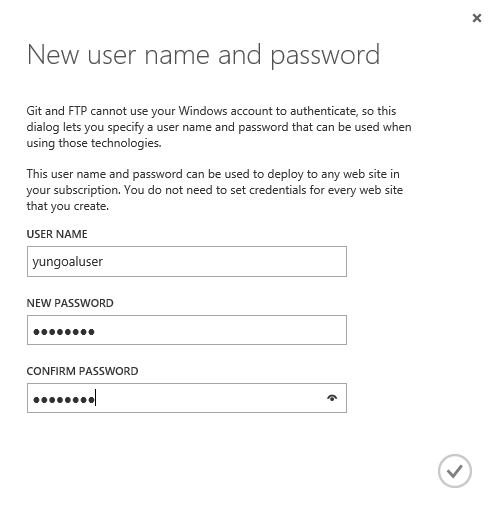 New user name and password
Git and FTP cannot use your Windows account to authenticate, so this
dialog lets you specify a user name and password that can be used when
using those technologies.
This user name and password can be used to deploy to any web site in
your subscription. You do not need to set credentials for every web site
that you create.
USER NAME
yungoaluser
NEW PASSWORD
●●●●●●●●
CONFIRM PASSWORD
●●●●●●●●